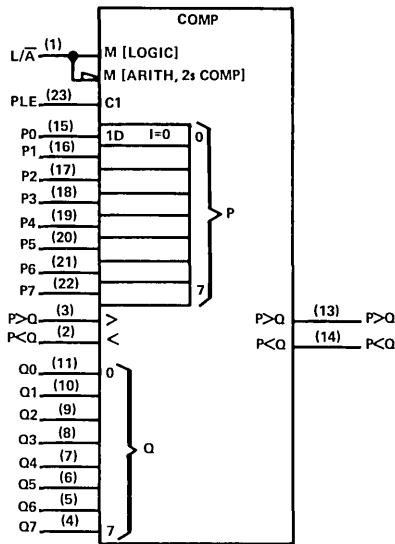 COMP
L/A̅ (1) M [LOGIC]
M [ARITH, 2s COMP]
PLE (23) C1
P0 (15) 1D I=0 0
P1 (16)
P2 (17)
P3 (18)
P4 (19)
P5 (20)
P6 (21)
P7 (22) 7
P
P>Q (3) > P>Q (13) P>Q
P<Q (2) < P<Q (14) P<Q
Q0 (11) 0
Q1 (10)
Q2 (9)
Q3 (8)
Q4 (7)
Q5 (6)
Q6 (5)
Q7 (4) 7
Q